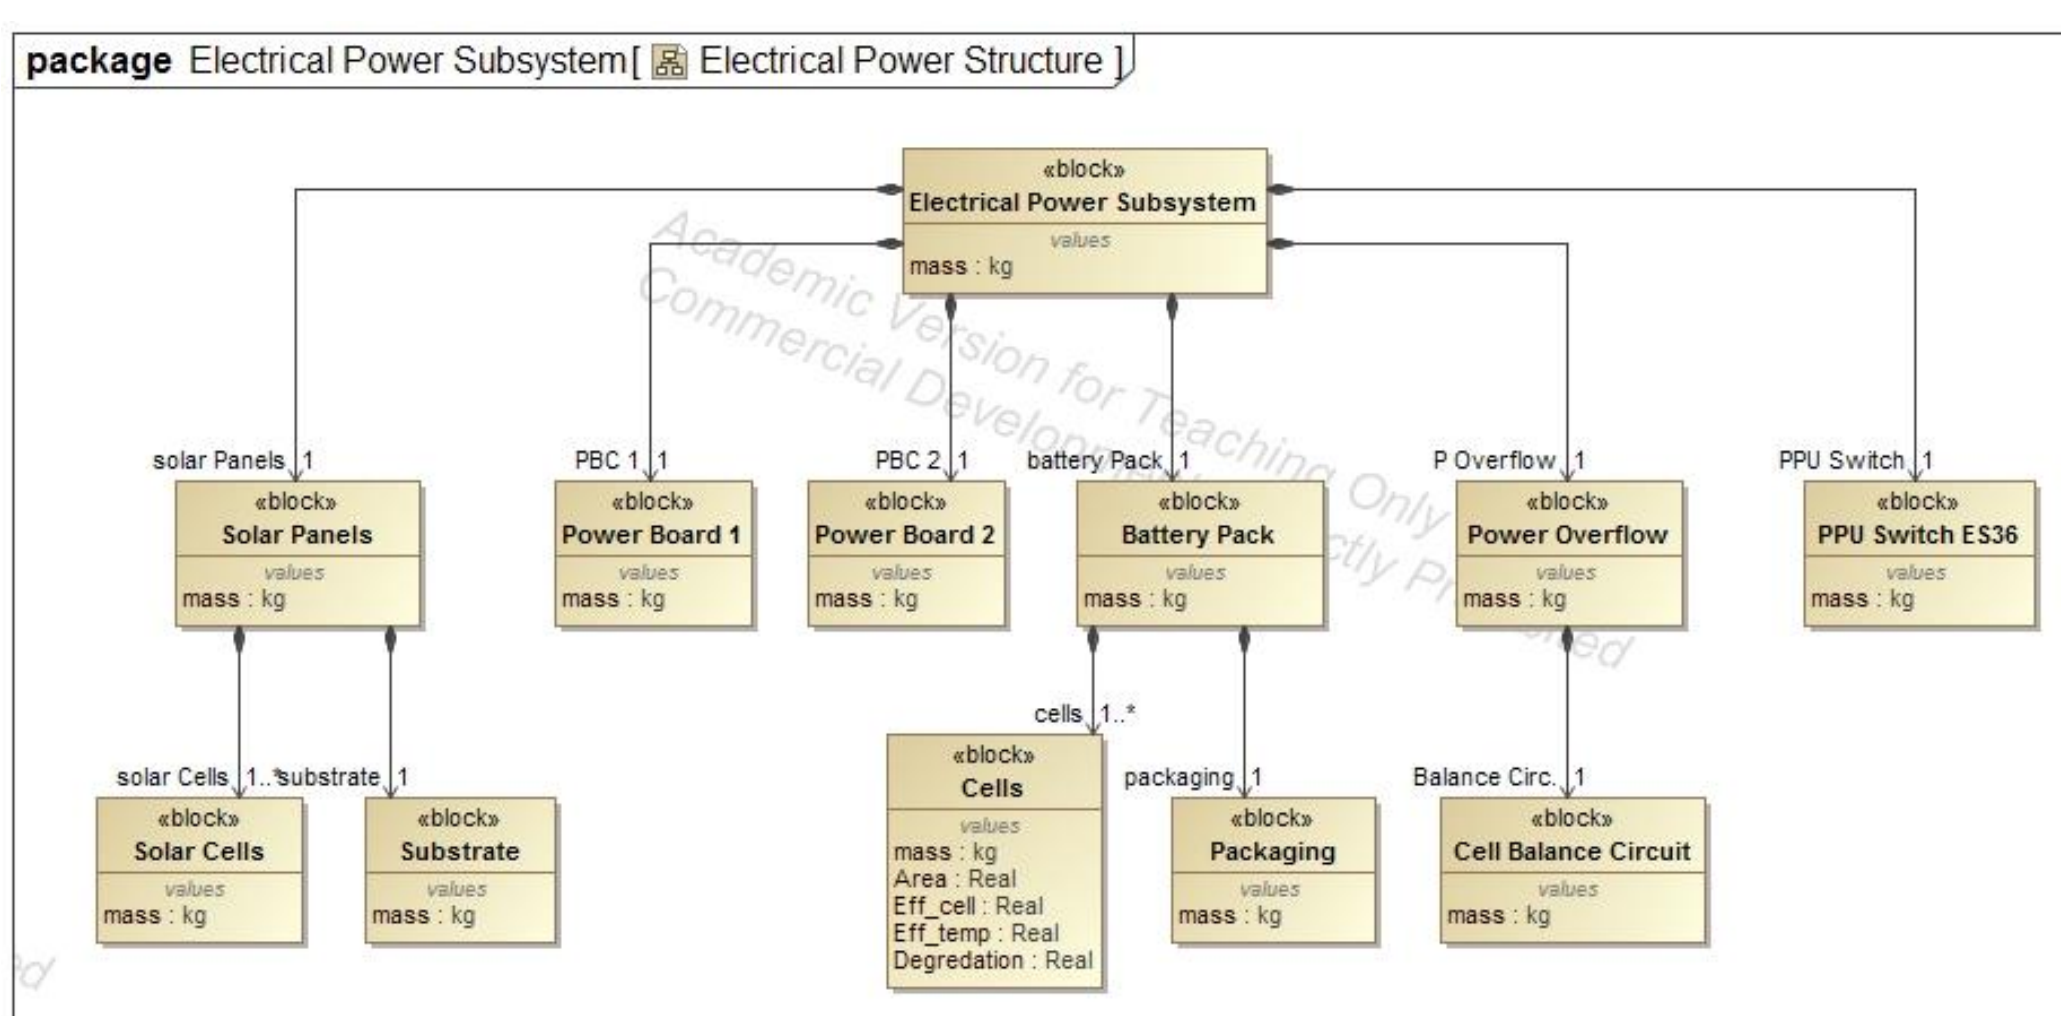 package Electrical Power Subsystem[ Electrical Power Structure ]
«block»
Electrical Power Subsystem
values
mass : kg
Academic Version for Teaching Only
Commercial Development
ctly Pr
ited
solar Panels 1
«block»
Solar Panels
values
mass : kg
PBC 1 1
«block»
Power Board 1
values
mass : kg
PBC 2 1
«block»
Power Board 2
values
mass : kg
battery Pack 1
«block»
Battery Pack
values
mass : kg
P Overflow 1
«block»
Power Overflow
values
mass : kg
PPU Switch 1
«block»
PPU Switch ES36
values
mass : kg
solar Cells 1..*
«block»
Solar Cells
values
mass : kg
substrate 1
«block»
Substrate
values
mass : kg
cells 1..*
«block»
Cells
values
mass : kg
Area : Real
Eff_cell : Real
Eff_temp : Real
Degredation : Real
packaging 1
«block»
Packaging
values
mass : kg
Balance Circ. 1
«block»
Cell Balance Circuit
values
mass : kg
ed